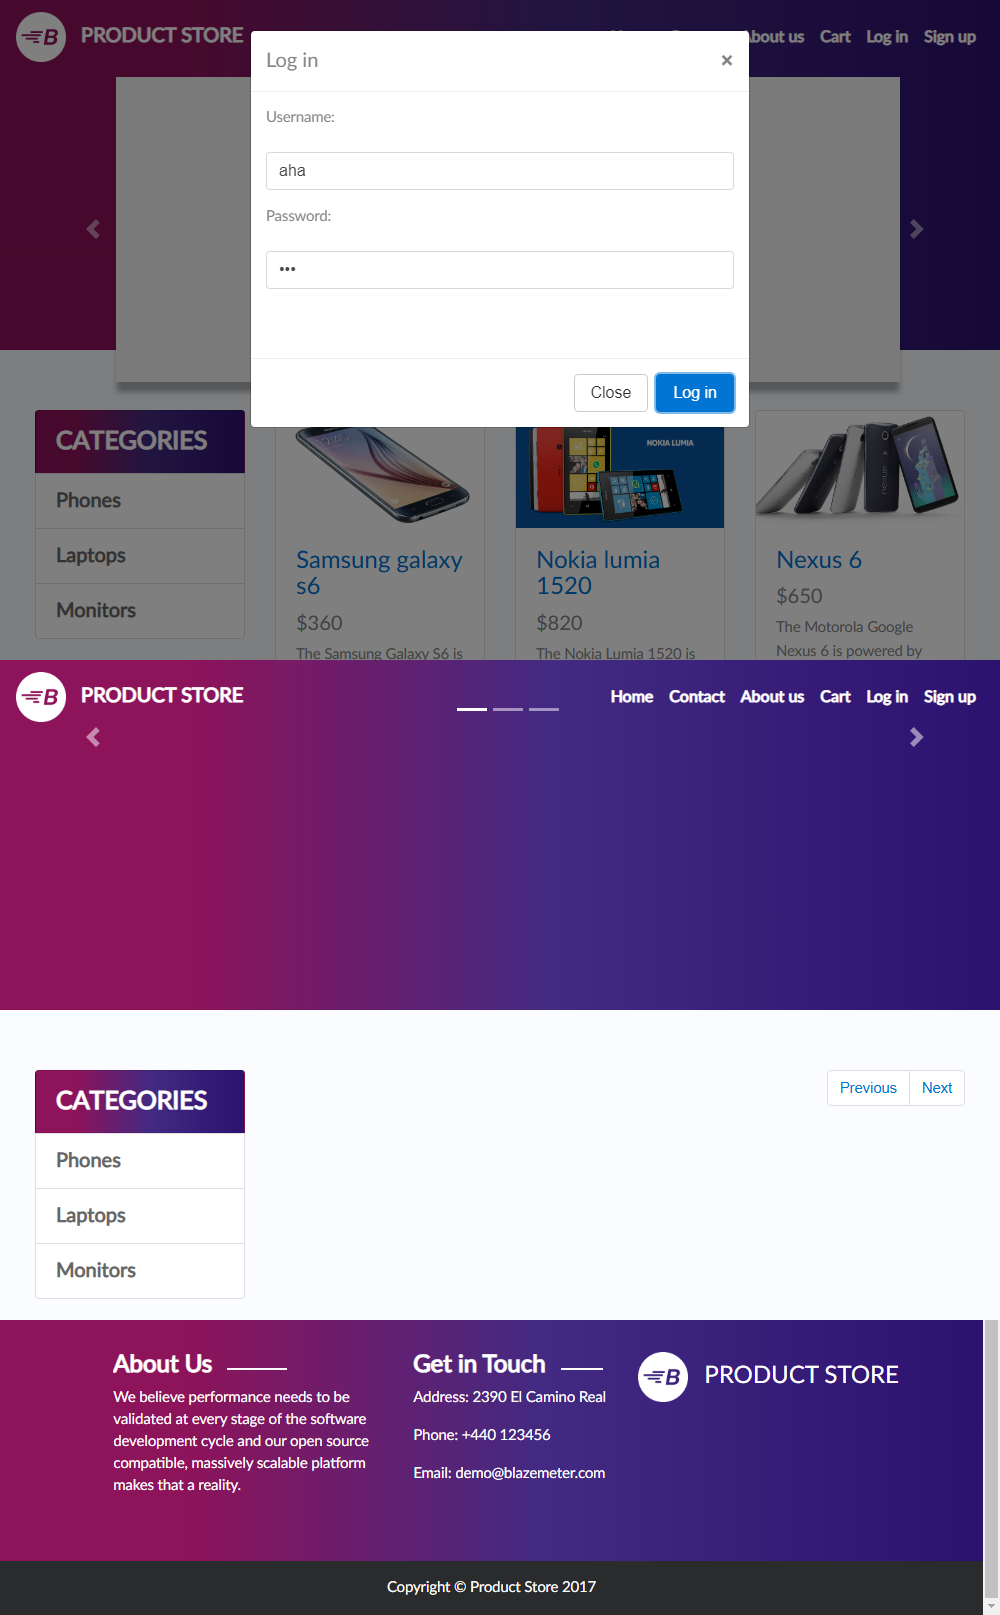 PRODUCT STORE
About us Cart Log in Sign up
Log in
×
Username:
aha
Password:
•••
Close Log in
CATEGORIES
Phones
Laptops
Monitors
NOKIA LUMIA
Samsung galaxy
s6
$360
The Samsung Galaxy S6 is
Nokia lumia
1520
$820
The Nokia Lumia 1520 is
Nexus 6
$650
The Motorola Google
Nexus 6 is powered by
PRODUCT STORE
Home Contact About us Cart Log in Sign up
CATEGORIES
Phones
Laptops
Monitors
Previous Next
About Us
We believe performance needs to be
validated at every stage of the software
development cycle and our open source
compatible, massively scalable platform
makes that a reality.
Get in Touch
Address: 2390 El Camino Real
Phone: +440 123456
Email: demo@blazemeter.com
PRODUCT STORE
Copyright © Product Store 2017